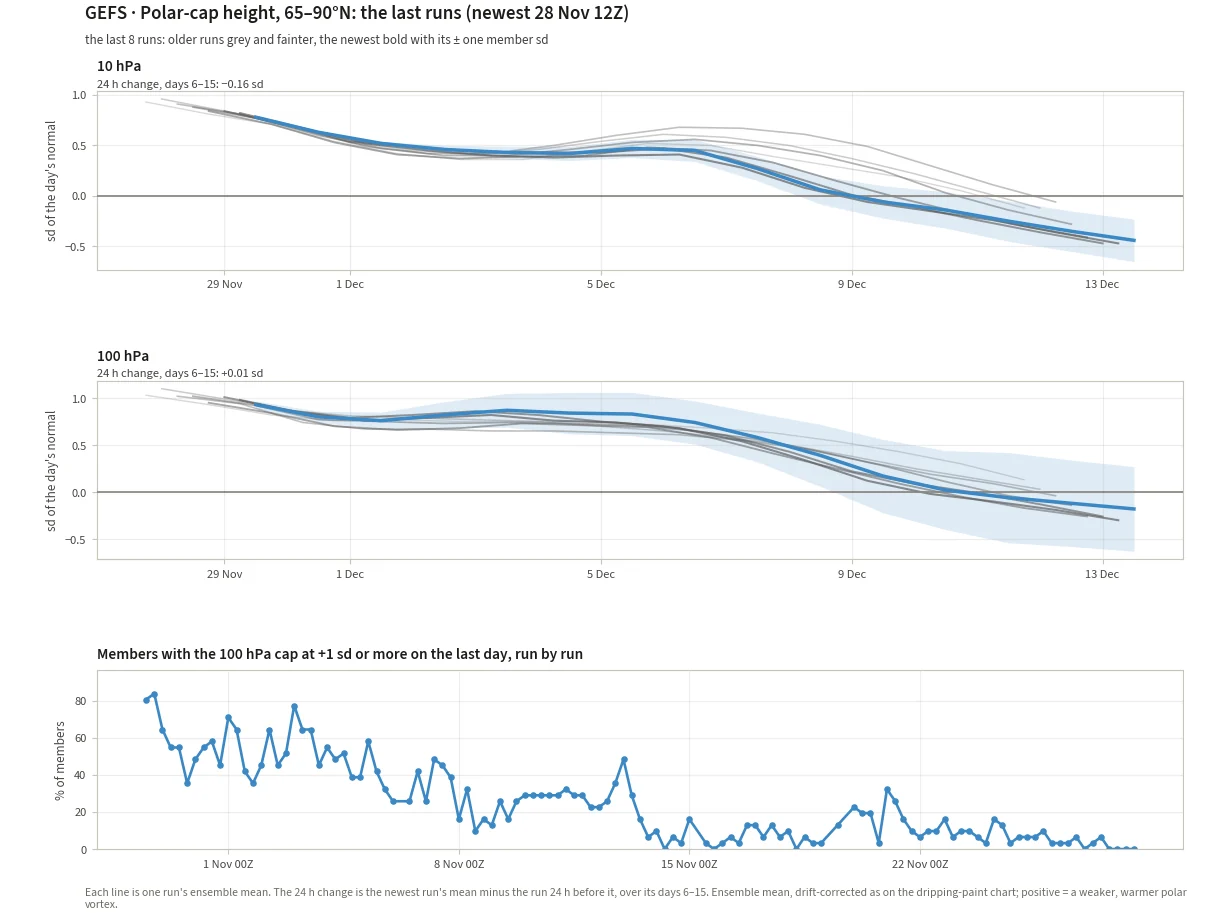 GEFS · Polar-cap height, 65–90°N: the last runs (newest 28 Nov 12Z)
the last 8 runs: older runs grey and fainter, the newest bold with its ± one member sd
10 hPa
24 h change, days 6–15: −0.16 sd
sd of the day's normal
1.0
0.5
0.0
−0.5
29 Nov
1 Dec
5 Dec
9 Dec
13 Dec
100 hPa
24 h change, days 6–15: +0.01 sd
sd of the day's normal
1.0
0.5
0.0
−0.5
29 Nov
1 Dec
5 Dec
9 Dec
13 Dec
Members with the 100 hPa cap at +1 sd or more on the last day, run by run
% of members
80
60
40
20
0
1 Nov 00Z
8 Nov 00Z
15 Nov 00Z
22 Nov 00Z
Each line is one run's ensemble mean. The 24 h change is the newest run's mean minus the run 24 h before it, over its days 6–15. Ensemble mean, drift-corrected as on the dripping-paint chart; positive = a weaker, warmer polar
vortex.